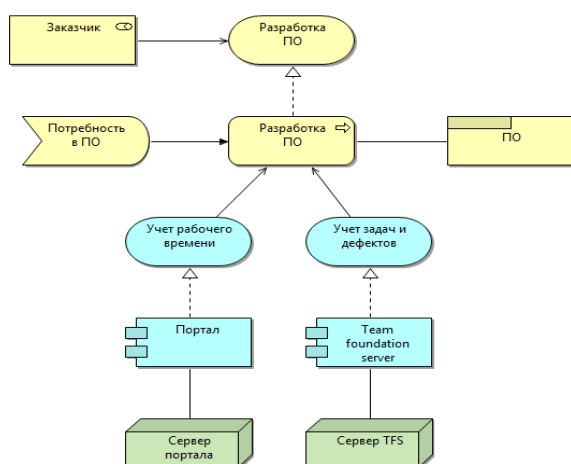 Заказчик
Разработка
ПО
Потребность
в ПО
Разработка
ПО
ПО
Учет рабочего
времени
Учет задач и
дефектов
Портал
Team
foundation
server
Сервер
портала
Сервер TFS